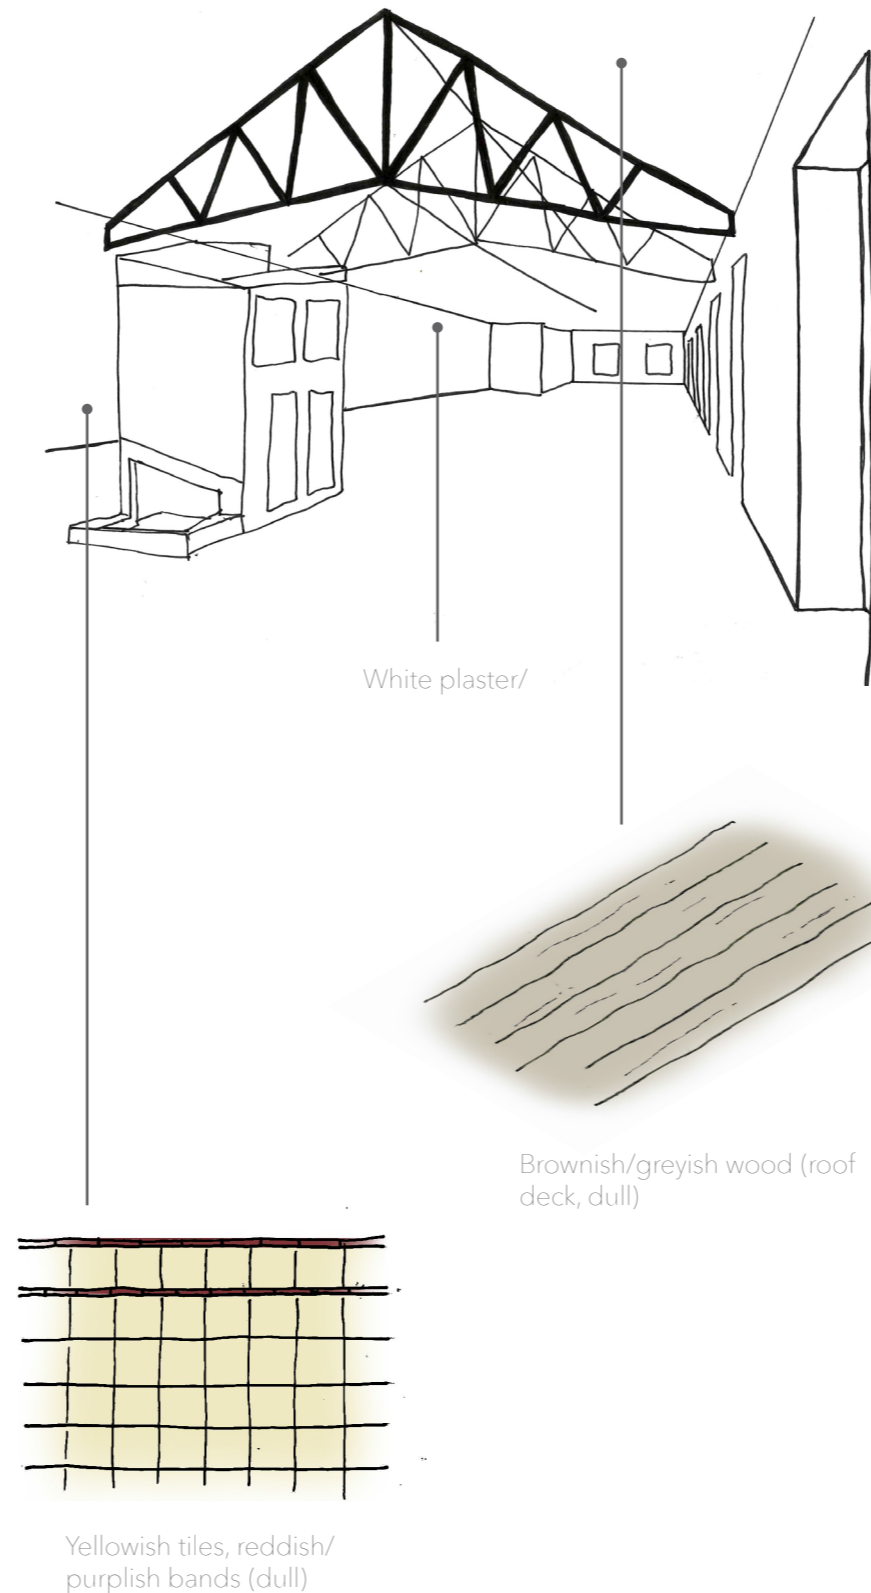 White plaster/
Brownish/greyish wood (roof
deck, dull)
Yellowish tiles, reddish/
purplish bands (dull)